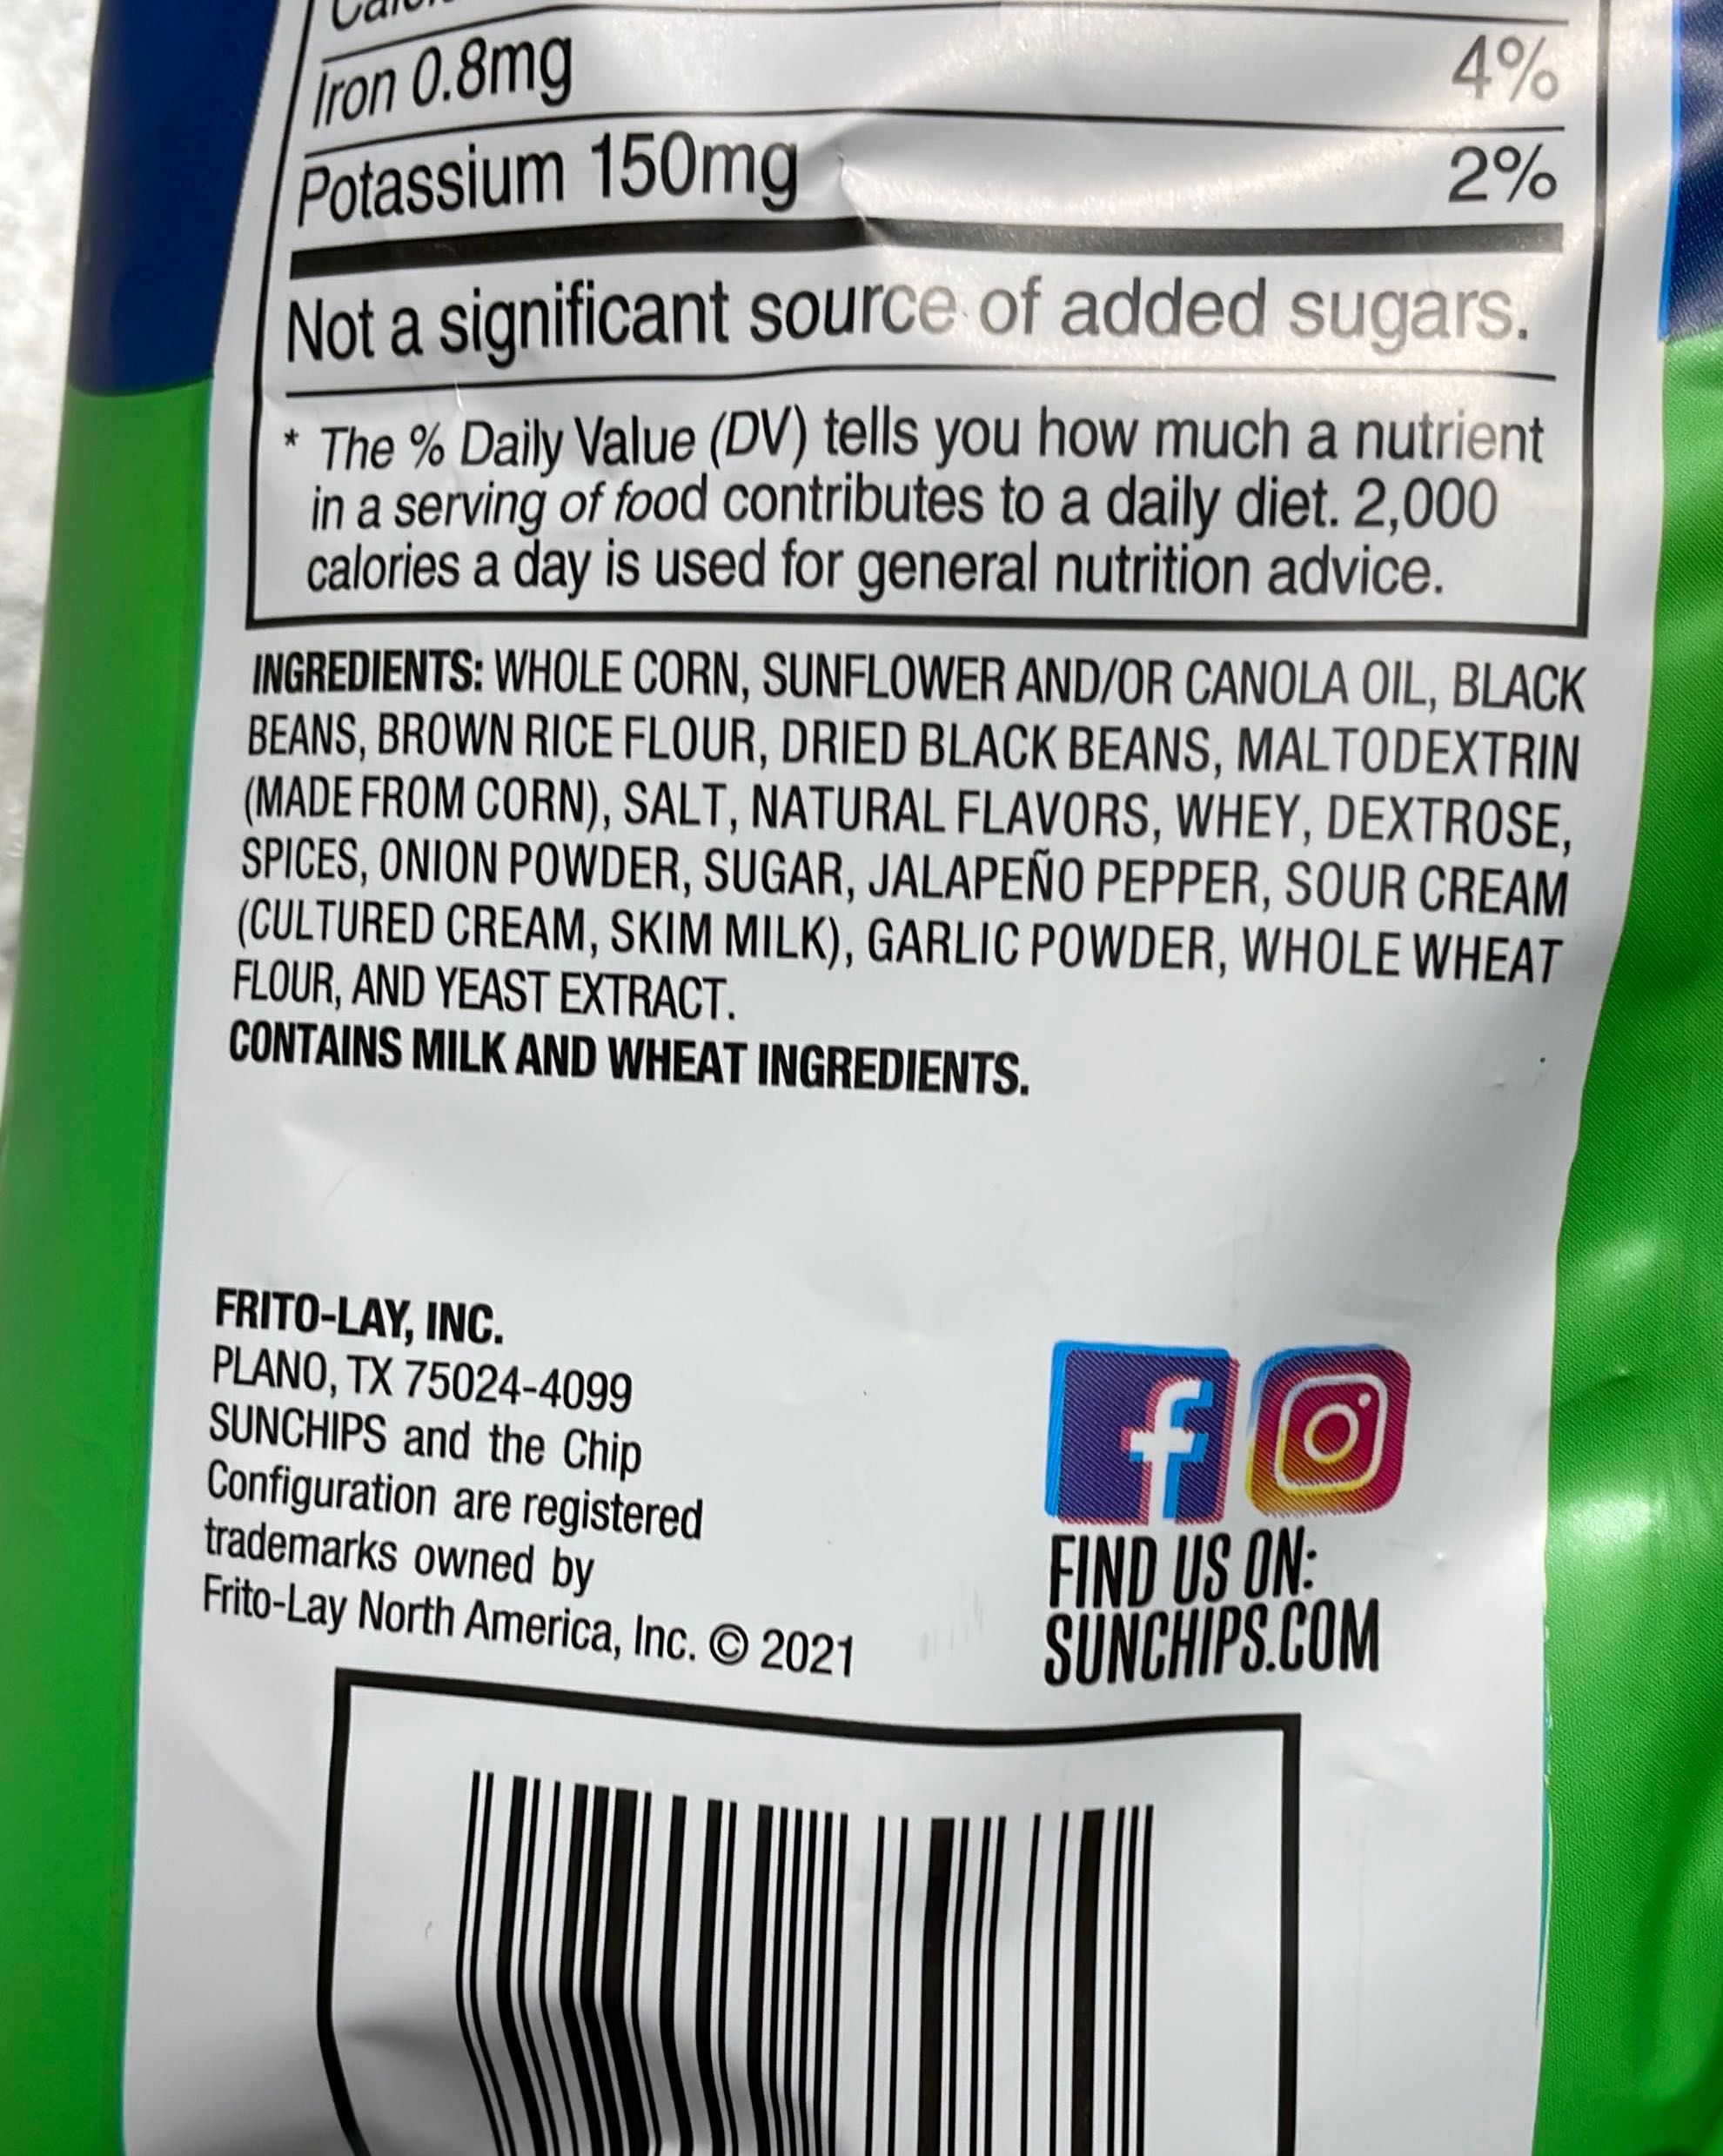 Iron 0.8mg 4%
Potassium 150mg 2%
Not a significant source of added sugars.
* The % Daily Value (DV) tells you how much a nutrient
in a serving of food contributes to a daily diet. 2,000
calories a day is used for general nutrition advice.
INGREDIENTS: WHOLE CORN, SUNFLOWER AND/OR CANOLA OIL, BLACK
BEANS, BROWN RICE FLOUR, DRIED BLACK BEANS, MALTODEXTRIN
(MADE FROM CORN), SALT, NATURAL FLAVORS, WHEY, DEXTROSE,
SPICES, ONION POWDER, SUGAR, JALAPEÑO PEPPER, SOUR CREAM
(CULTURED CREAM, SKIM MILK), GARLIC POWDER, WHOLE WHEAT
FLOUR, AND YEAST EXTRACT.
CONTAINS MILK AND WHEAT INGREDIENTS.
FRITO-LAY, INC.
PLANO, TX 75024-4099
SUNCHIPS and the Chip
Configuration are registered
trademarks owned by
Frito-Lay North America, Inc. © 2021
f
FIND US ON:
SUNCHIPS.COM